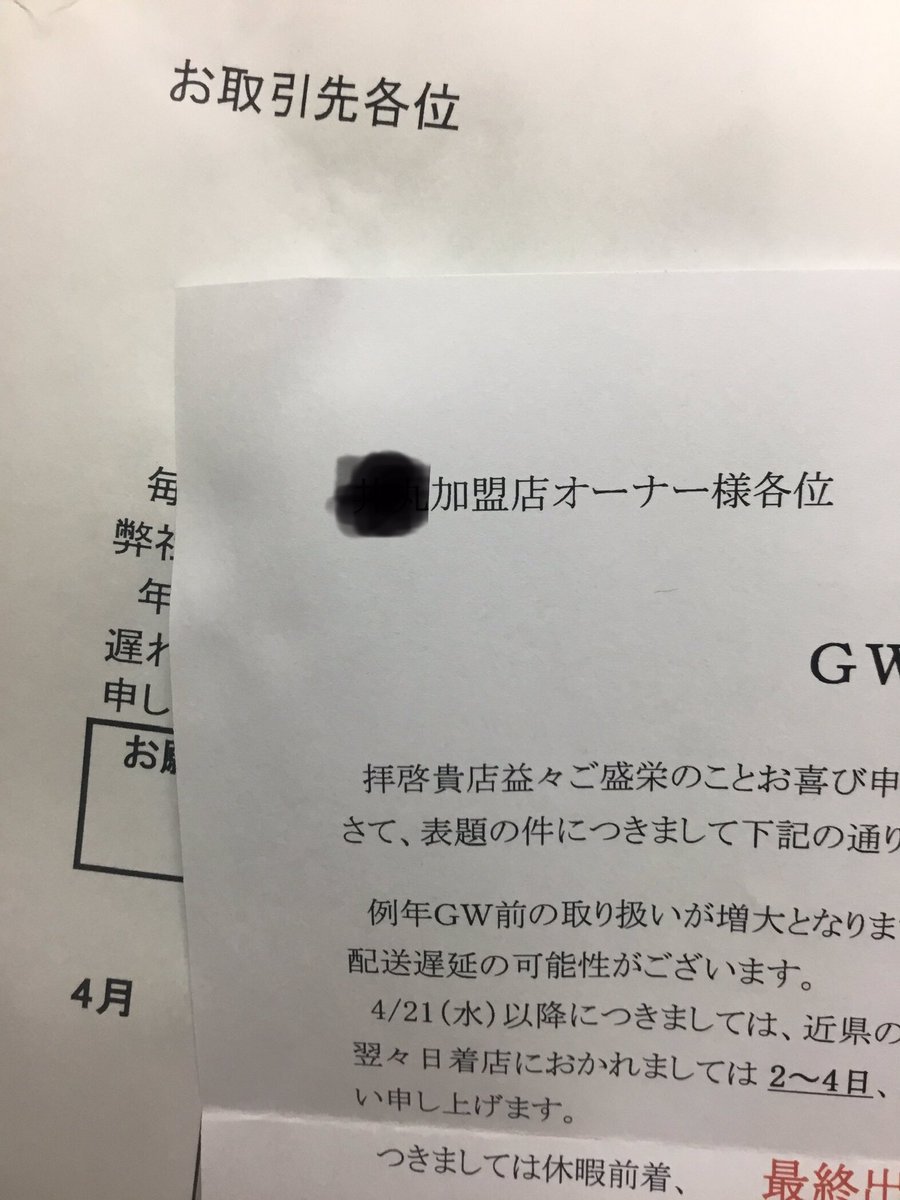 お取引先各位
加盟店オーナー様各位
GW
毎
弊社
年
遅れ
申し
お願
拝啓貴店益々ご盛栄のことお喜び申
さて、表題の件につきまして下記の通り
例年GW前の取り扱いが増大となりま
配送遅延の可能性がございます。
4/21(水)以降につきましては、近県の
翌々日着店におかれましては 2〜4日、
い申し上げます。
つきましては休暇前着、
最終出
4月